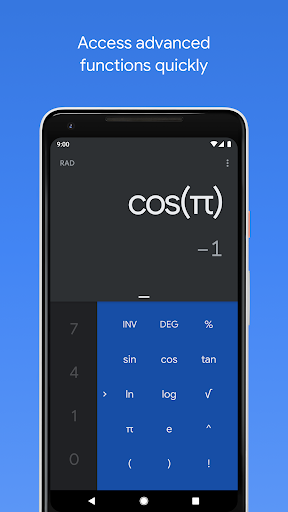 Access advanced
functions quickly
9:00
RAD
cos(π)
−1
7 INV DEG %
4 sin cos tan
1 › ln log √
0 π e ^
( ) !